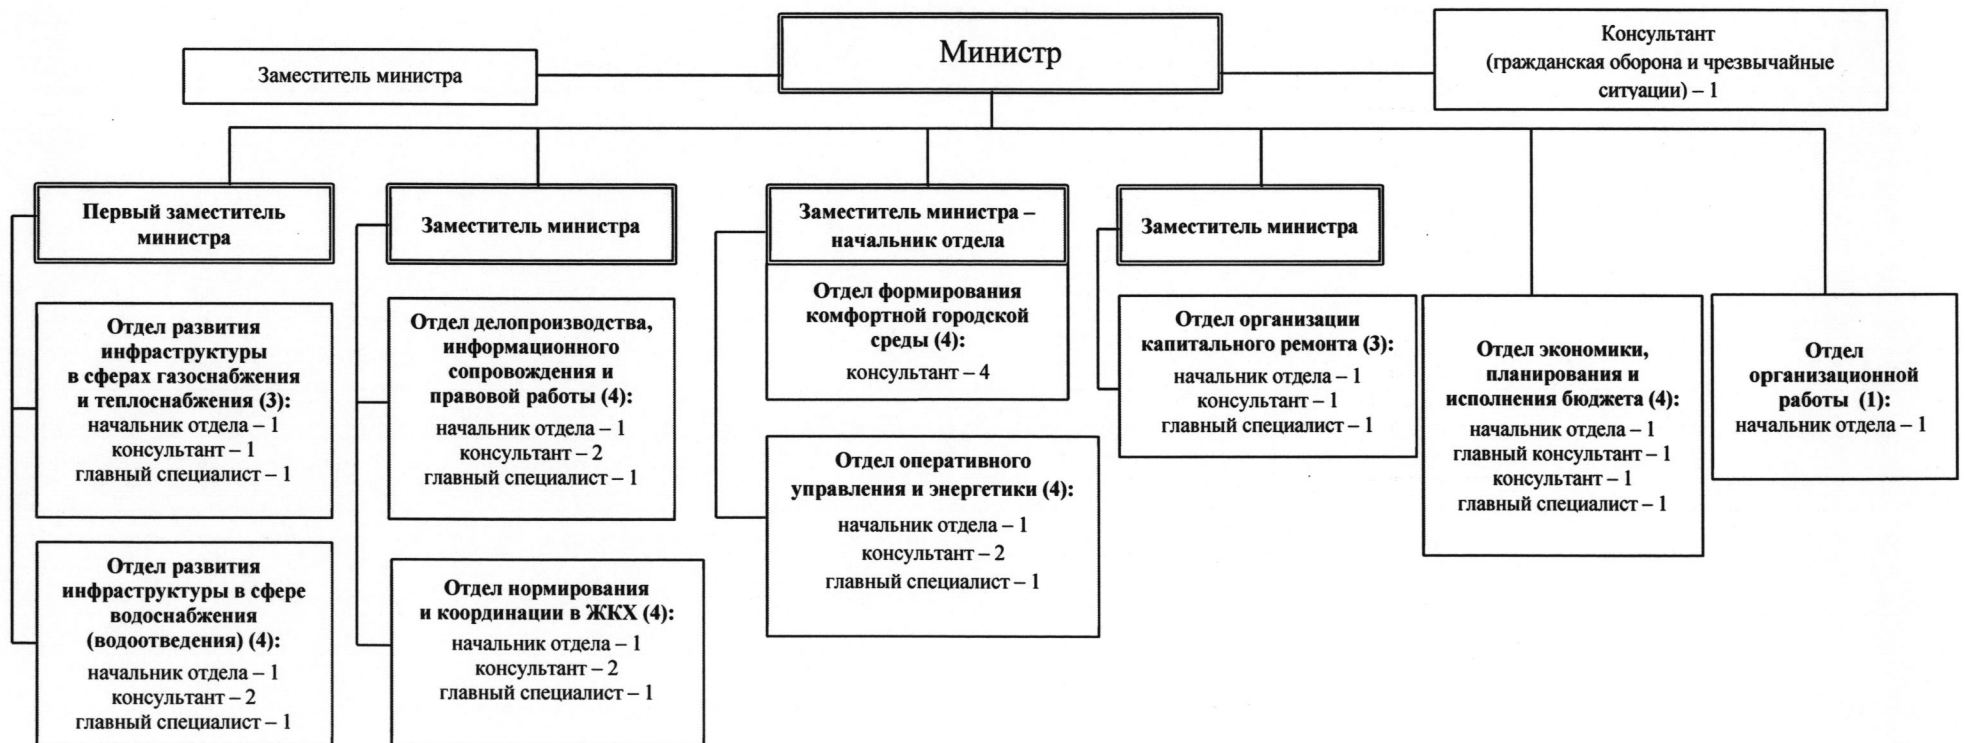 Министр
Заместитель министра
Консультант
(гражданская оборона и чрезвычайные
ситуации) – 1
Первый заместитель
министра
Отдел развития
инфраструктуры
в сферах газоснабжения
и теплоснабжения (3):
начальник отдела – 1
консультант – 1
главный специалист – 1
Отдел развития
инфраструктуры в сфере
водоснабжения
(водоотведения) (4):
начальник отдела – 1
консультант – 2
главный специалист – 1
Заместитель министра
Отдел делопроизводства,
информационного
сопровождения и
правовой работы (4):
начальник отдела – 1
консультант – 2
главный специалист – 1
Отдел нормирования
и координации в ЖКХ (4):
начальник отдела – 1
консультант – 2
главный специалист – 1
Заместитель министра –
начальник отдела
Отдел формирования
комфортной городской
среды (4):
консультант – 4
Отдел оперативного
управления и энергетики (4):
начальник отдела – 1
консультант – 2
главный специалист – 1
Заместитель министра
Отдел организации
капитального ремонта (3):
начальник отдела – 1
консультант – 1
главный специалист – 1
Отдел экономики,
планирования и
исполнения бюджета (4):
начальник отдела – 1
главный консультант – 1
консультант – 1
главный специалист – 1
Отдел
организационной
работы (1):
начальник отдела – 1